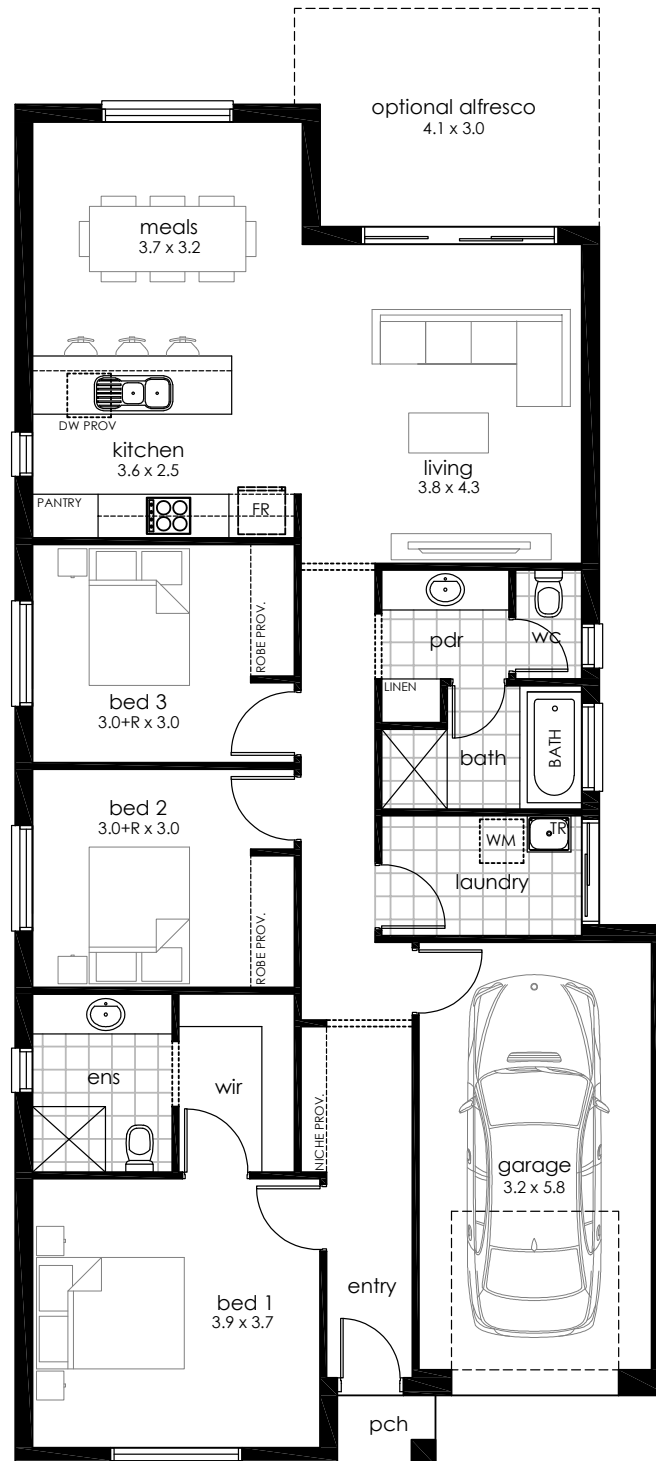 optional alfresco
4.1 x 3.0
meals
3.7 x 3.2
DW PROV
kitchen
3.6 x 2.5
living
3.8 x 4.3
PANTRY
FR
ROBE PROV.
bed 3
3.0+R x 3.0
pdr
WC
LINEN
bath
BATH
bed 2
3.0+R x 3.0
ROBE PROV.
WM
TR
laundry
ens
wir
NICHE PROV.
garage
3.2 x 5.8
bed 1
3.9 x 3.7
entry
pch